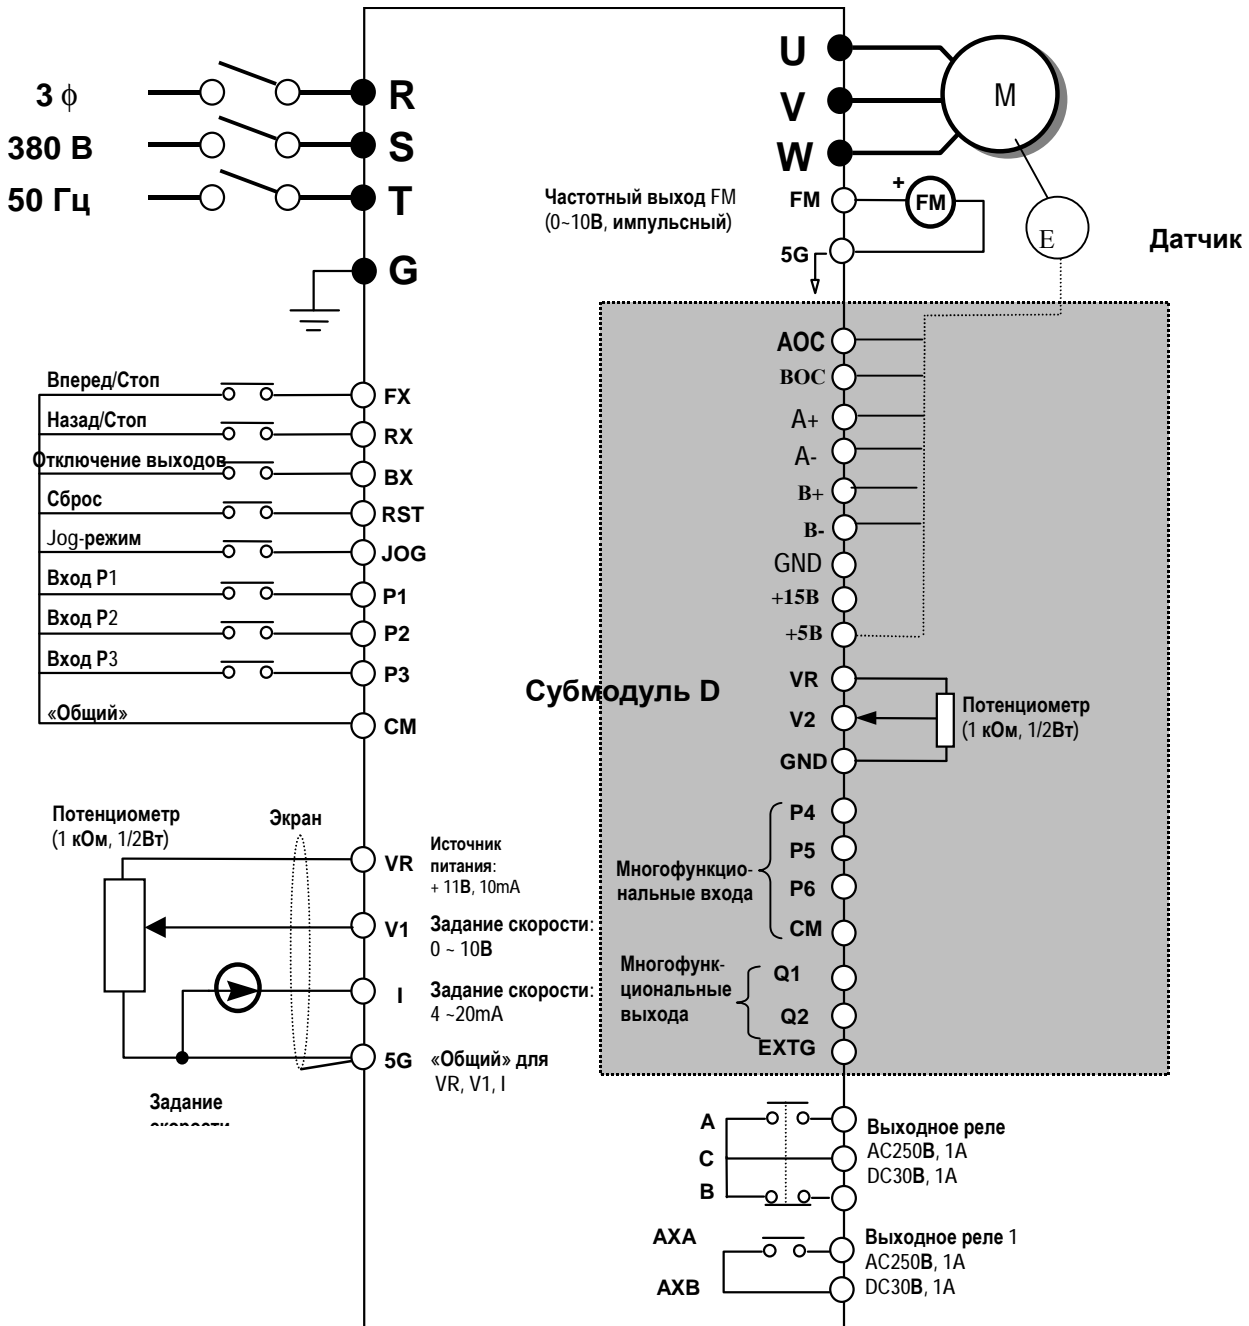 3 ϕ
380 В
50 Гц
R
S
T
G
U
V
W
M
Частотный выход FM
(0~10В, импульсный)
FM
+
FM
5G
E
Датчик
Вперед/Стоп
FX
Назад/Стоп
RX
Отключение выходов
BX
Сброс
RST
Jog-режим
JOG
Вход P1
P1
Вход P2
P2
Вход P3
P3
«Общий»
CM
AOC
BOC
A+
A-
B+
B-
GND
+15В
+5В
Субмодуль D
VR
V2
GND
Потенциометр
(1 кОм, 1/2Вт)
Многофункцио-
нальные входа
P4
P5
P6
CM
Многофунк-
циональные
выхода
Q1
Q2
EXTG
Потенциометр
(1 кОм, 1/2Вт)
Экран
VR
Источник
питания:
+ 11В, 10mA
V1
Задание скорости:
0 ~ 10В
I
Задание скорости:
4 ~20mA
5G
«Общий» для
VR, V1, I
Задание
скорости
A
C
B
Выходное реле
AC250В, 1A
DC30В, 1A
AXA
AXB
Выходное реле 1
AC250В, 1A
DC30В, 1A